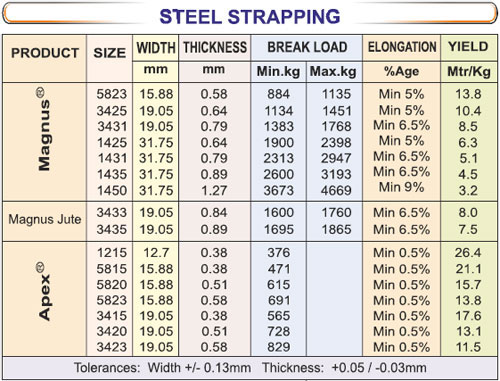 STEEL STRAPPING
PRODUCT SIZE WIDTH THICKNESS BREAK LOAD ELONGATION YIELD
mm mm Min.kg Max.kg %Age Mtr/Kg
Magnus®
5823 15.88 0.58 884 1135 Min 5% 13.8
3425 19.05 0.64 1134 1451 Min 5% 10.4
3431 19.05 0.79 1383 1768 Min 6.5% 8.5
1425 31.75 0.64 1900 2398 Min 5% 6.3
1431 31.75 0.79 2313 2947 Min 6.5% 5.1
1435 31.75 0.89 2600 3193 Min 6.5% 4.5
1450 31.75 1.27 3673 4669 Min 9% 3.2
Magnus Jute
3433 19.05 0.84 1600 1760 Min 6.5% 8.0
3435 19.05 0.89 1695 1865 Min 6.5% 7.5
Apex®
1215 12.7 0.38 376 Min 0.5% 26.4
5815 15.88 0.38 471 Min 0.5% 21.1
5820 15.88 0.51 615 Min 0.5% 15.7
5823 15.88 0.58 691 Min 0.5% 13.8
3415 19.05 0.38 565 Min 0.5% 17.6
3420 19.05 0.51 728 Min 0.5% 13.1
3423 19.05 0.58 829 Min 0.5% 11.5
Tolerances: Width +/- 0.13mm Thickness: +0.05 / -0.03mm